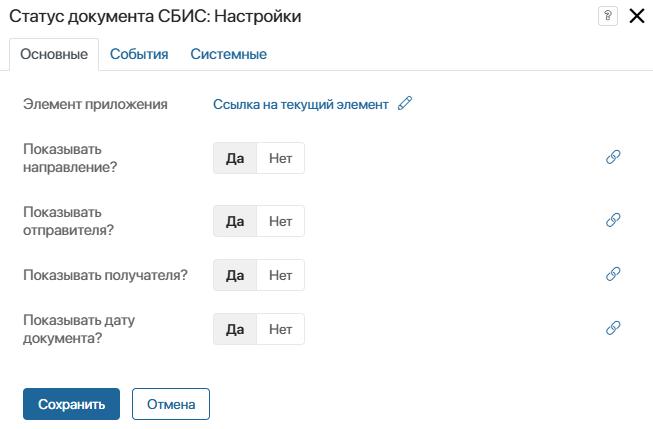 Статус документа СБИС: Настройки
?
Основные События Системные
Элемент приложения Ссылка на текущий элемент
Показывать
направление?
Да Нет
Показывать
отправителя?
Да Нет
Показывать получателя? Да Нет
Показывать дату
документа?
Да Нет
Сохранить Отмена